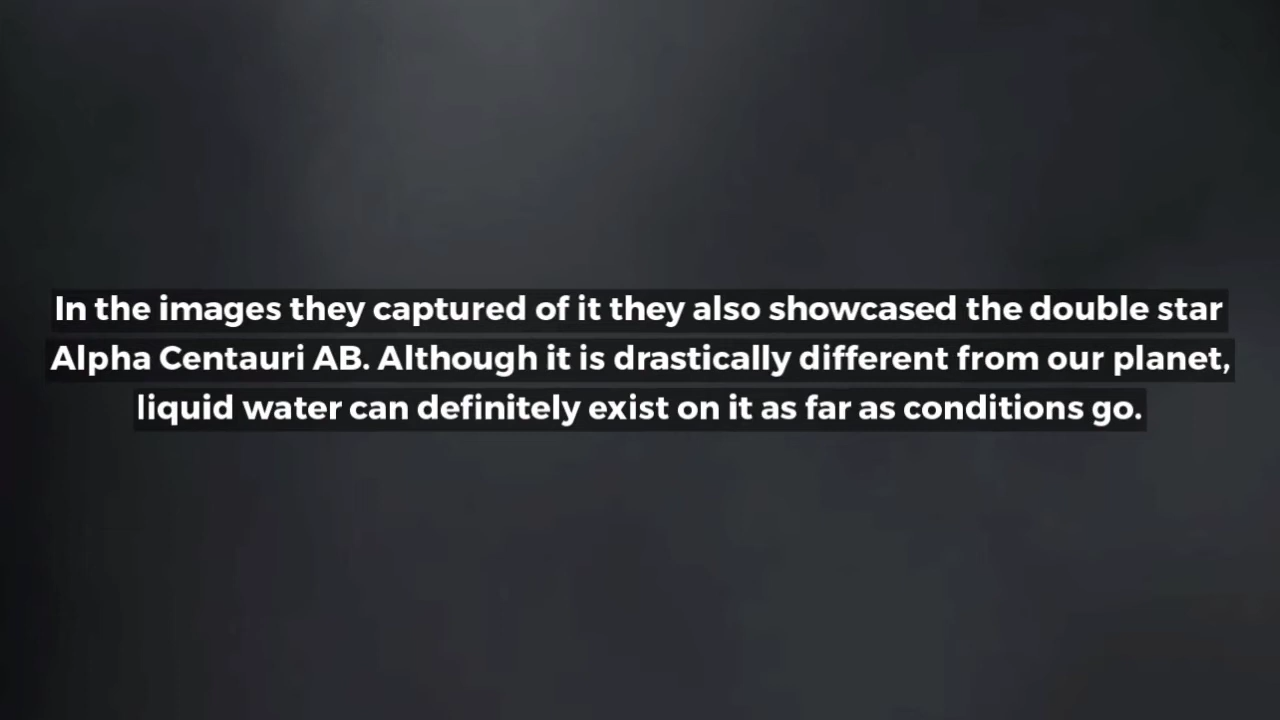 In the images they captured of it they also showcased the double star
Alpha Centauri AB. Although it is drastically different from our planet,
liquid water can definitely exist on it as far as conditions go.